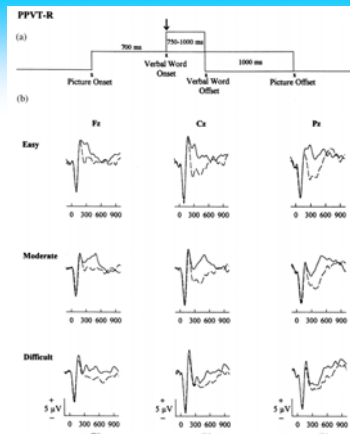 PPVT-R
(a)
700 ms
750-1000 ms
1000 ms
Picture Onset
Verbal Word
Onset
Verbal Word
Offset
Picture Offset
(b)
Fz Cz Pz
Easy
0 300 600 900 0 300 600 900 0 300 600 900
Moderate
0 300 600 900 0 300 600 900 0 300 600 900
Difficult
+ + +
5 µV 5 µV 5 µV
− − −
0 300 600 900 0 300 600 900 0 300 600 900